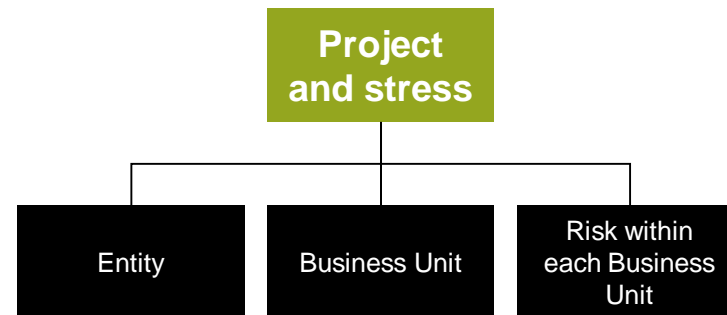 Project
and stress
Entity
Business Unit
Risk within
each Business
Unit